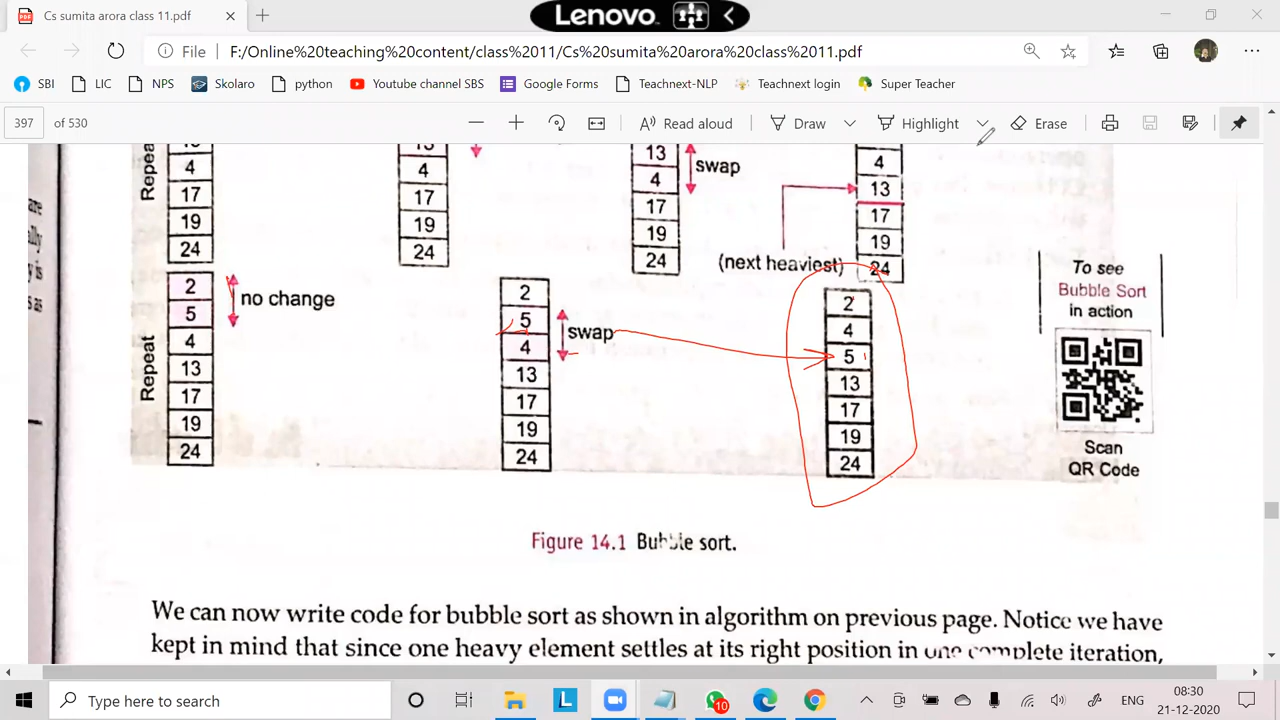 Cs sumita arora class 11.pdf
Lenovo
File F:/Online%20teaching%20content/class%2011/Cs%20sumita%20arora%20class%2011.pdf
SBI LIC NPS Skolaro python Youtube channel SBS Google Forms Teachnext-NLP Teachnext login Super Teacher
397 of 530 Read aloud Draw Highlight Erase
Repeat
4
17
19
24
4
17
19
24
13
4
17
19
24
swap
(next heaviest)
4
13
17
19
24
Repeat
2
5
4
13
17
19
24
no change
2
5
4
13
17
19
24
swap
2
4
5
13
17
19
24
To see
Bubble Sort
in action
Scan
QR Code
Figure 14.1 Bubble sort.
We can now write code for bubble sort as shown in algorithm on previous page. Notice we have
kept in mind that since one heavy element settles at its right position in one complete iteration,
Type here to search
10
ENG
08:30
21-12-2020